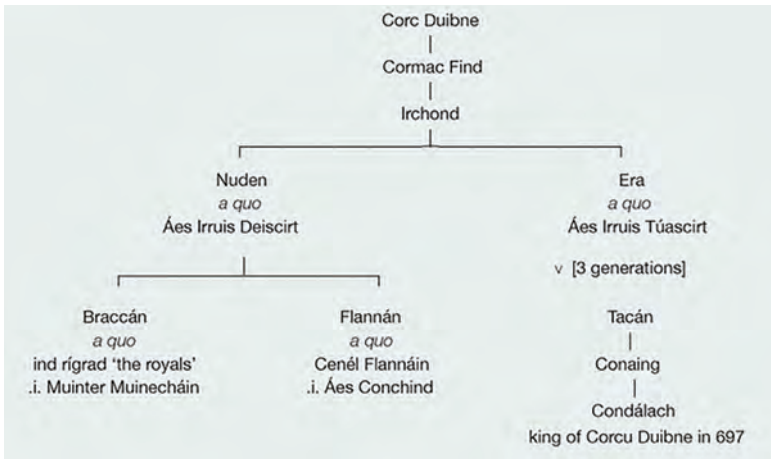 Corc Duibne
Cormac Find
Irchond
Nuden
a quo
Áes Irruis Deiscirt
Era
a quo
Áes Irruis Túascirt
v [3 generations]
Braccán
a quo
ind rígrad ‘the royals’
.i. Muinter Muinecháin
Flannán
a quo
Cenél Flannáin
.i. Áes Conchind
Tacán
Conaing
Condálach
king of Corcu Duibne in 697